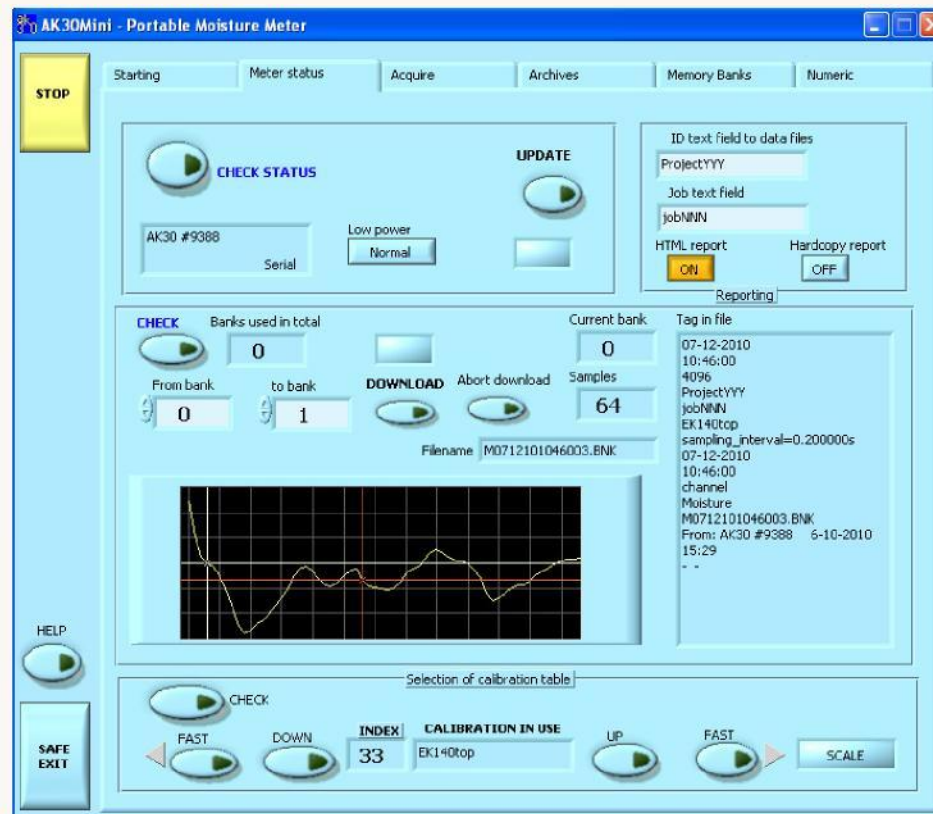 AK30Mini - Portable Moisture Meter
STOP
Starting
Meter status
Acquire
Archives
Memory Banks
Numeric
CHECK STATUS
UPDATE
AK30 #9388
Serial
Low power
Normal
ID text field to data files
ProjectYYY
Job text field
jobNNN
HTML report
Hardcopy report
ON
OFF
Reporting
CHECK
Banks used in total
0
Current bank
0
From bank
0
to bank
1
DOWNLOAD
Abort download
Samples
64
Filename
M0712101046003.BNK
Tag in file
07-12-2010
10:46:00
4096
ProjectYYY
jobNNN
EK140top
sampling_interval=0.200000s
07-12-2010
10:46:00
channel
Moisture
M0712101046003.BNK
From: AK30 #9388 6-10-2010
15:29
- -
HELP
SAFE
EXIT
Selection of calibration table
CHECK
FAST
DOWN
INDEX
33
CALIBRATION IN USE
EK140top
UP
FAST
SCALE